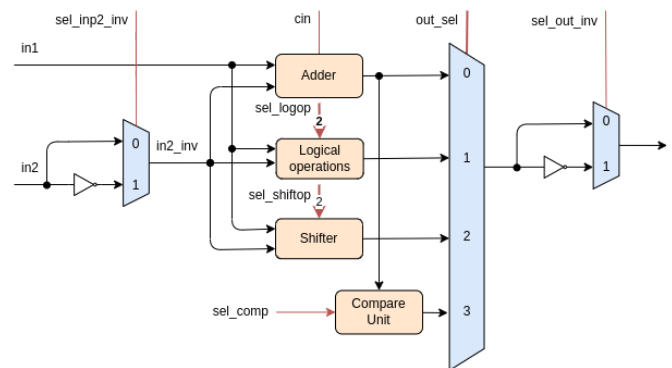 sel_inp2_inv
cin
out_sel
sel_out_inv
in1
Adder
0
sel_logop
2
0
in2_inv
Logical
operations
1
0
in2
1
1
sel_shiftop
2
Shifter
2
sel_comp
Compare
Unit
3